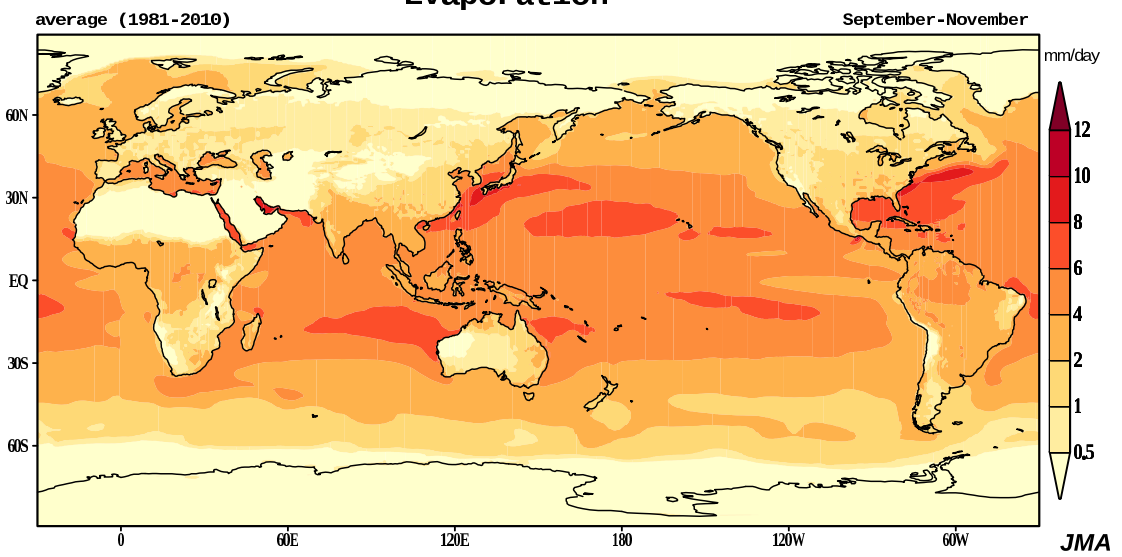 Evaporation
average (1981-2010) September-November
mm/day
12
10
8
6
4
2
1
0.5
60N
30N
EQ
30S
60S
0 60E 120E 180 120W 60W
JMA